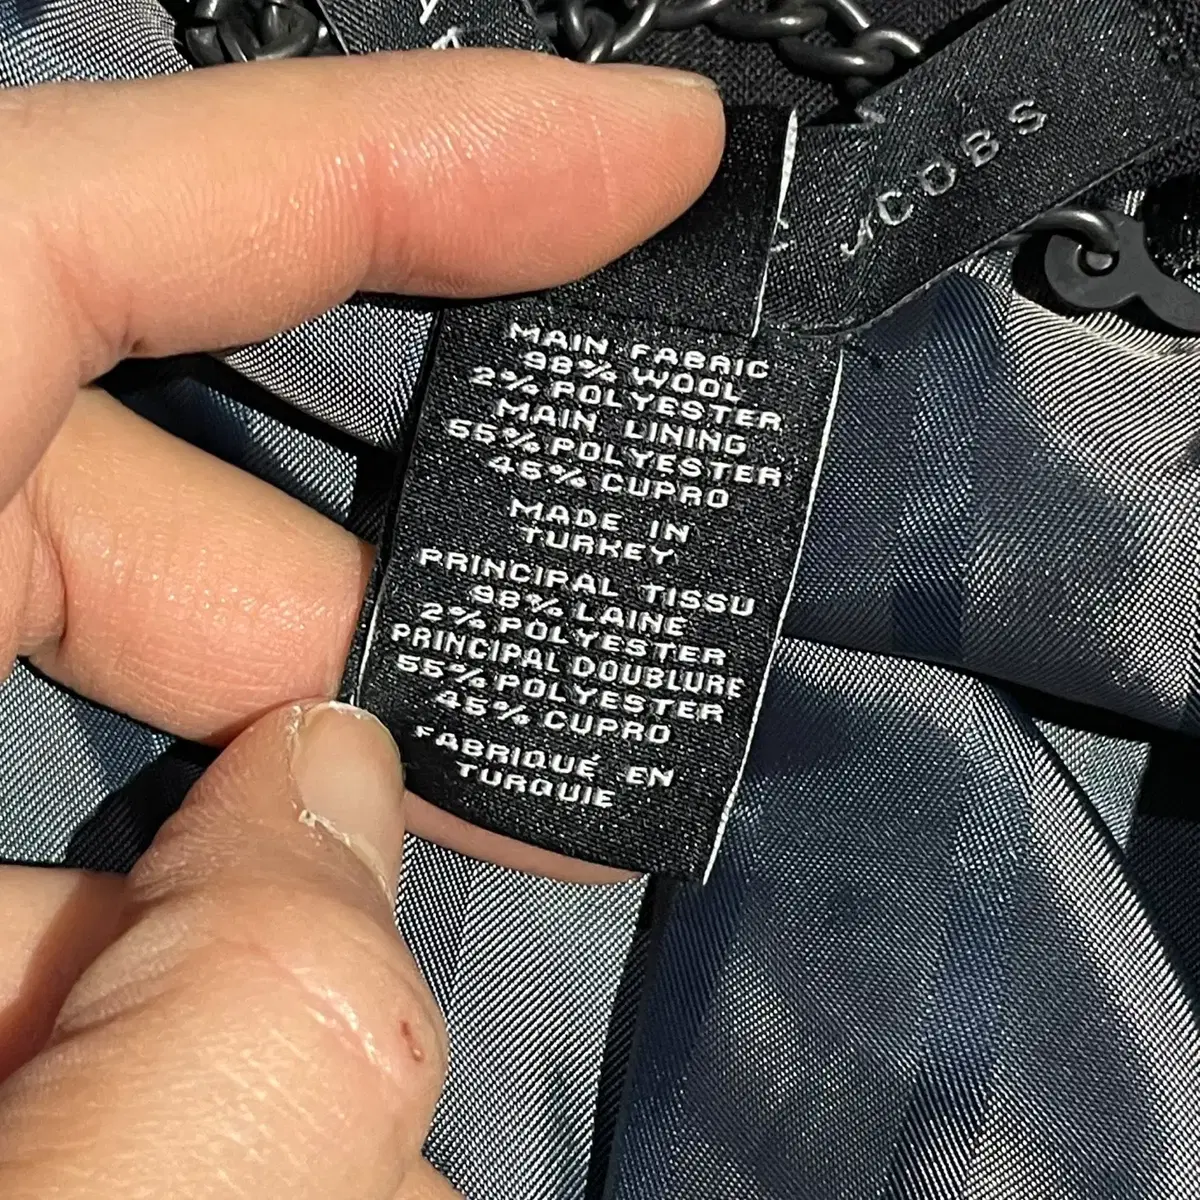 JACOBS
MAIN FABRIC
98% WOOL
2% POLYESTER
MAIN LINING
55% POLYESTER
45% CUPRO
MADE IN
TURKEY
PRINCIPAL TISSU
98% LAINE
2% POLYESTER
PRINCIPAL DOUBLURE
55% POLYESTER
45% CUPRO
FABRIQUÉ EN
TURQUIE